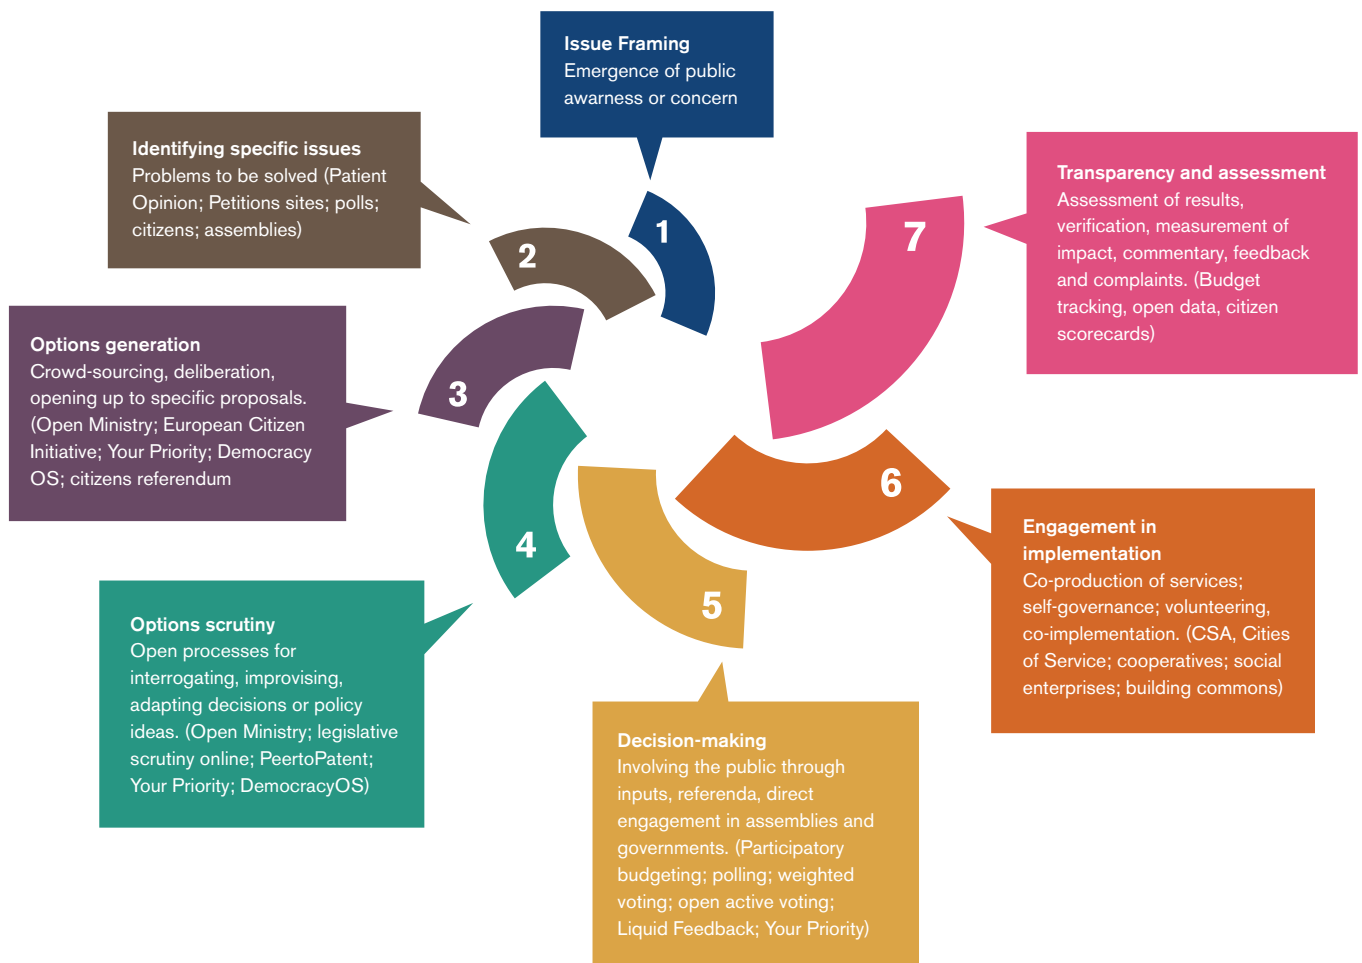 Issue Framing
Emergence of public
awarness or concern
1
Identifying specific issues
Problems to be solved (Patient
Opinion; Petitions sites; polls;
citizens; assemblies)
2
Options generation
Crowd-sourcing, deliberation,
opening up to specific proposals.
(Open Ministry; European Citizen
Initiative; Your Priority; Democracy
OS; citizens referendum
3
Options scrutiny
Open processes for
interrogating, improvising,
adapting decisions or policy
ideas. (Open Ministry; legislative
scrutiny online; PeertoPatent;
Your Priority; DemocracyOS)
4
Decision-making
Involving the public through
inputs, referenda, direct
engagement in assemblies and
governments. (Participatory
budgeting; polling; weighted
voting; open active voting;
Liquid Feedback; Your Priority)
5
Engagement in
implementation
Co-production of services;
self-governance; volunteering,
co-implementation. (CSA, Cities
of Service; cooperatives; social
enterprises; building commons)
6
Transparency and assessment
Assessment of results,
verification, measurement of
impact, commentary, feedback
and complaints. (Budget
tracking, open data, citizen
scorecards)
7